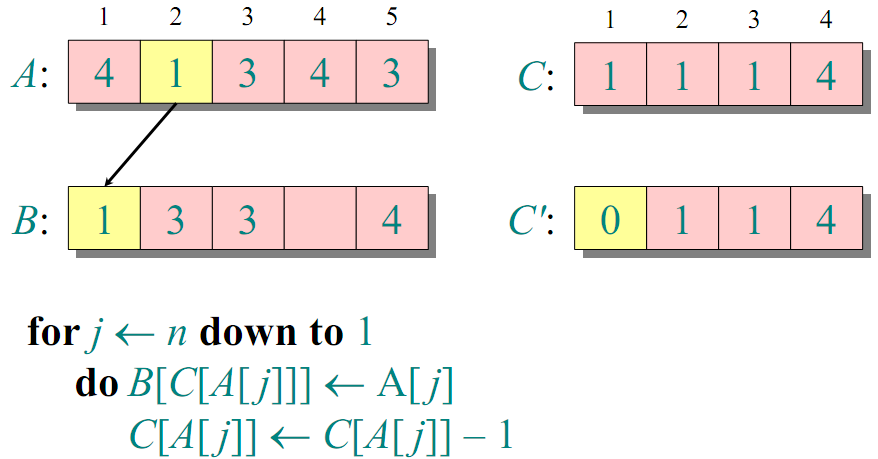 1 2 3 4 5 1 2 3 4
A: 4 1 3 4 3 C: 1 1 1 4
B: 1 3 3 4 C': 0 1 1 4
for j ← n down to 1
do B[C[A[j]]] ← A[j]
C[A[j]] ← C[A[j]] – 1